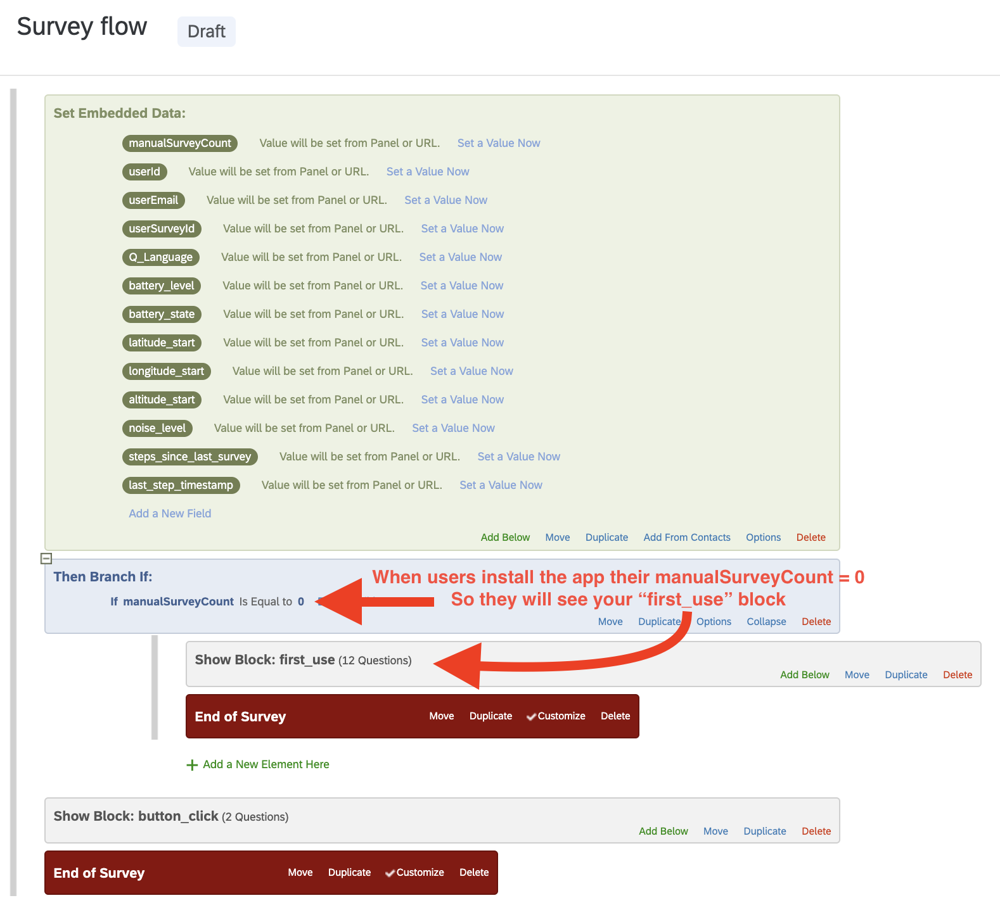 Survey flow Draft
Set Embedded Data:
manualSurveyCount Value will be set from Panel or URL. Set a Value Now
userId Value will be set from Panel or URL. Set a Value Now
userEmail Value will be set from Panel or URL. Set a Value Now
userSurveyId Value will be set from Panel or URL. Set a Value Now
Q_Language Value will be set from Panel or URL. Set a Value Now
battery_level Value will be set from Panel or URL. Set a Value Now
battery_state Value will be set from Panel or URL. Set a Value Now
latitude_start Value will be set from Panel or URL. Set a Value Now
longitude_start Value will be set from Panel or URL. Set a Value Now
altitude_start Value will be set from Panel or URL. Set a Value Now
noise_level Value will be set from Panel or URL. Set a Value Now
steps_since_last_survey Value will be set from Panel or URL. Set a Value Now
last_step_timestamp Value will be set from Panel or URL. Set a Value Now
Add a New Field
Add Below Move Duplicate Add From Contacts Options Delete
Then Branch If: When users install the app their manualSurveyCount = 0
If manualSurveyCount Is Equal to 0 So they will see your “first_use” block
Move Duplicate Options Collapse Delete
Show Block: first_use (12 Questions)
Add Below Move Duplicate Delete
End of Survey Move Duplicate Customize Delete
+ Add a New Element Here
Show Block: button_click (2 Questions)
Add Below Move Duplicate Delete
End of Survey Move Duplicate Customize Delete